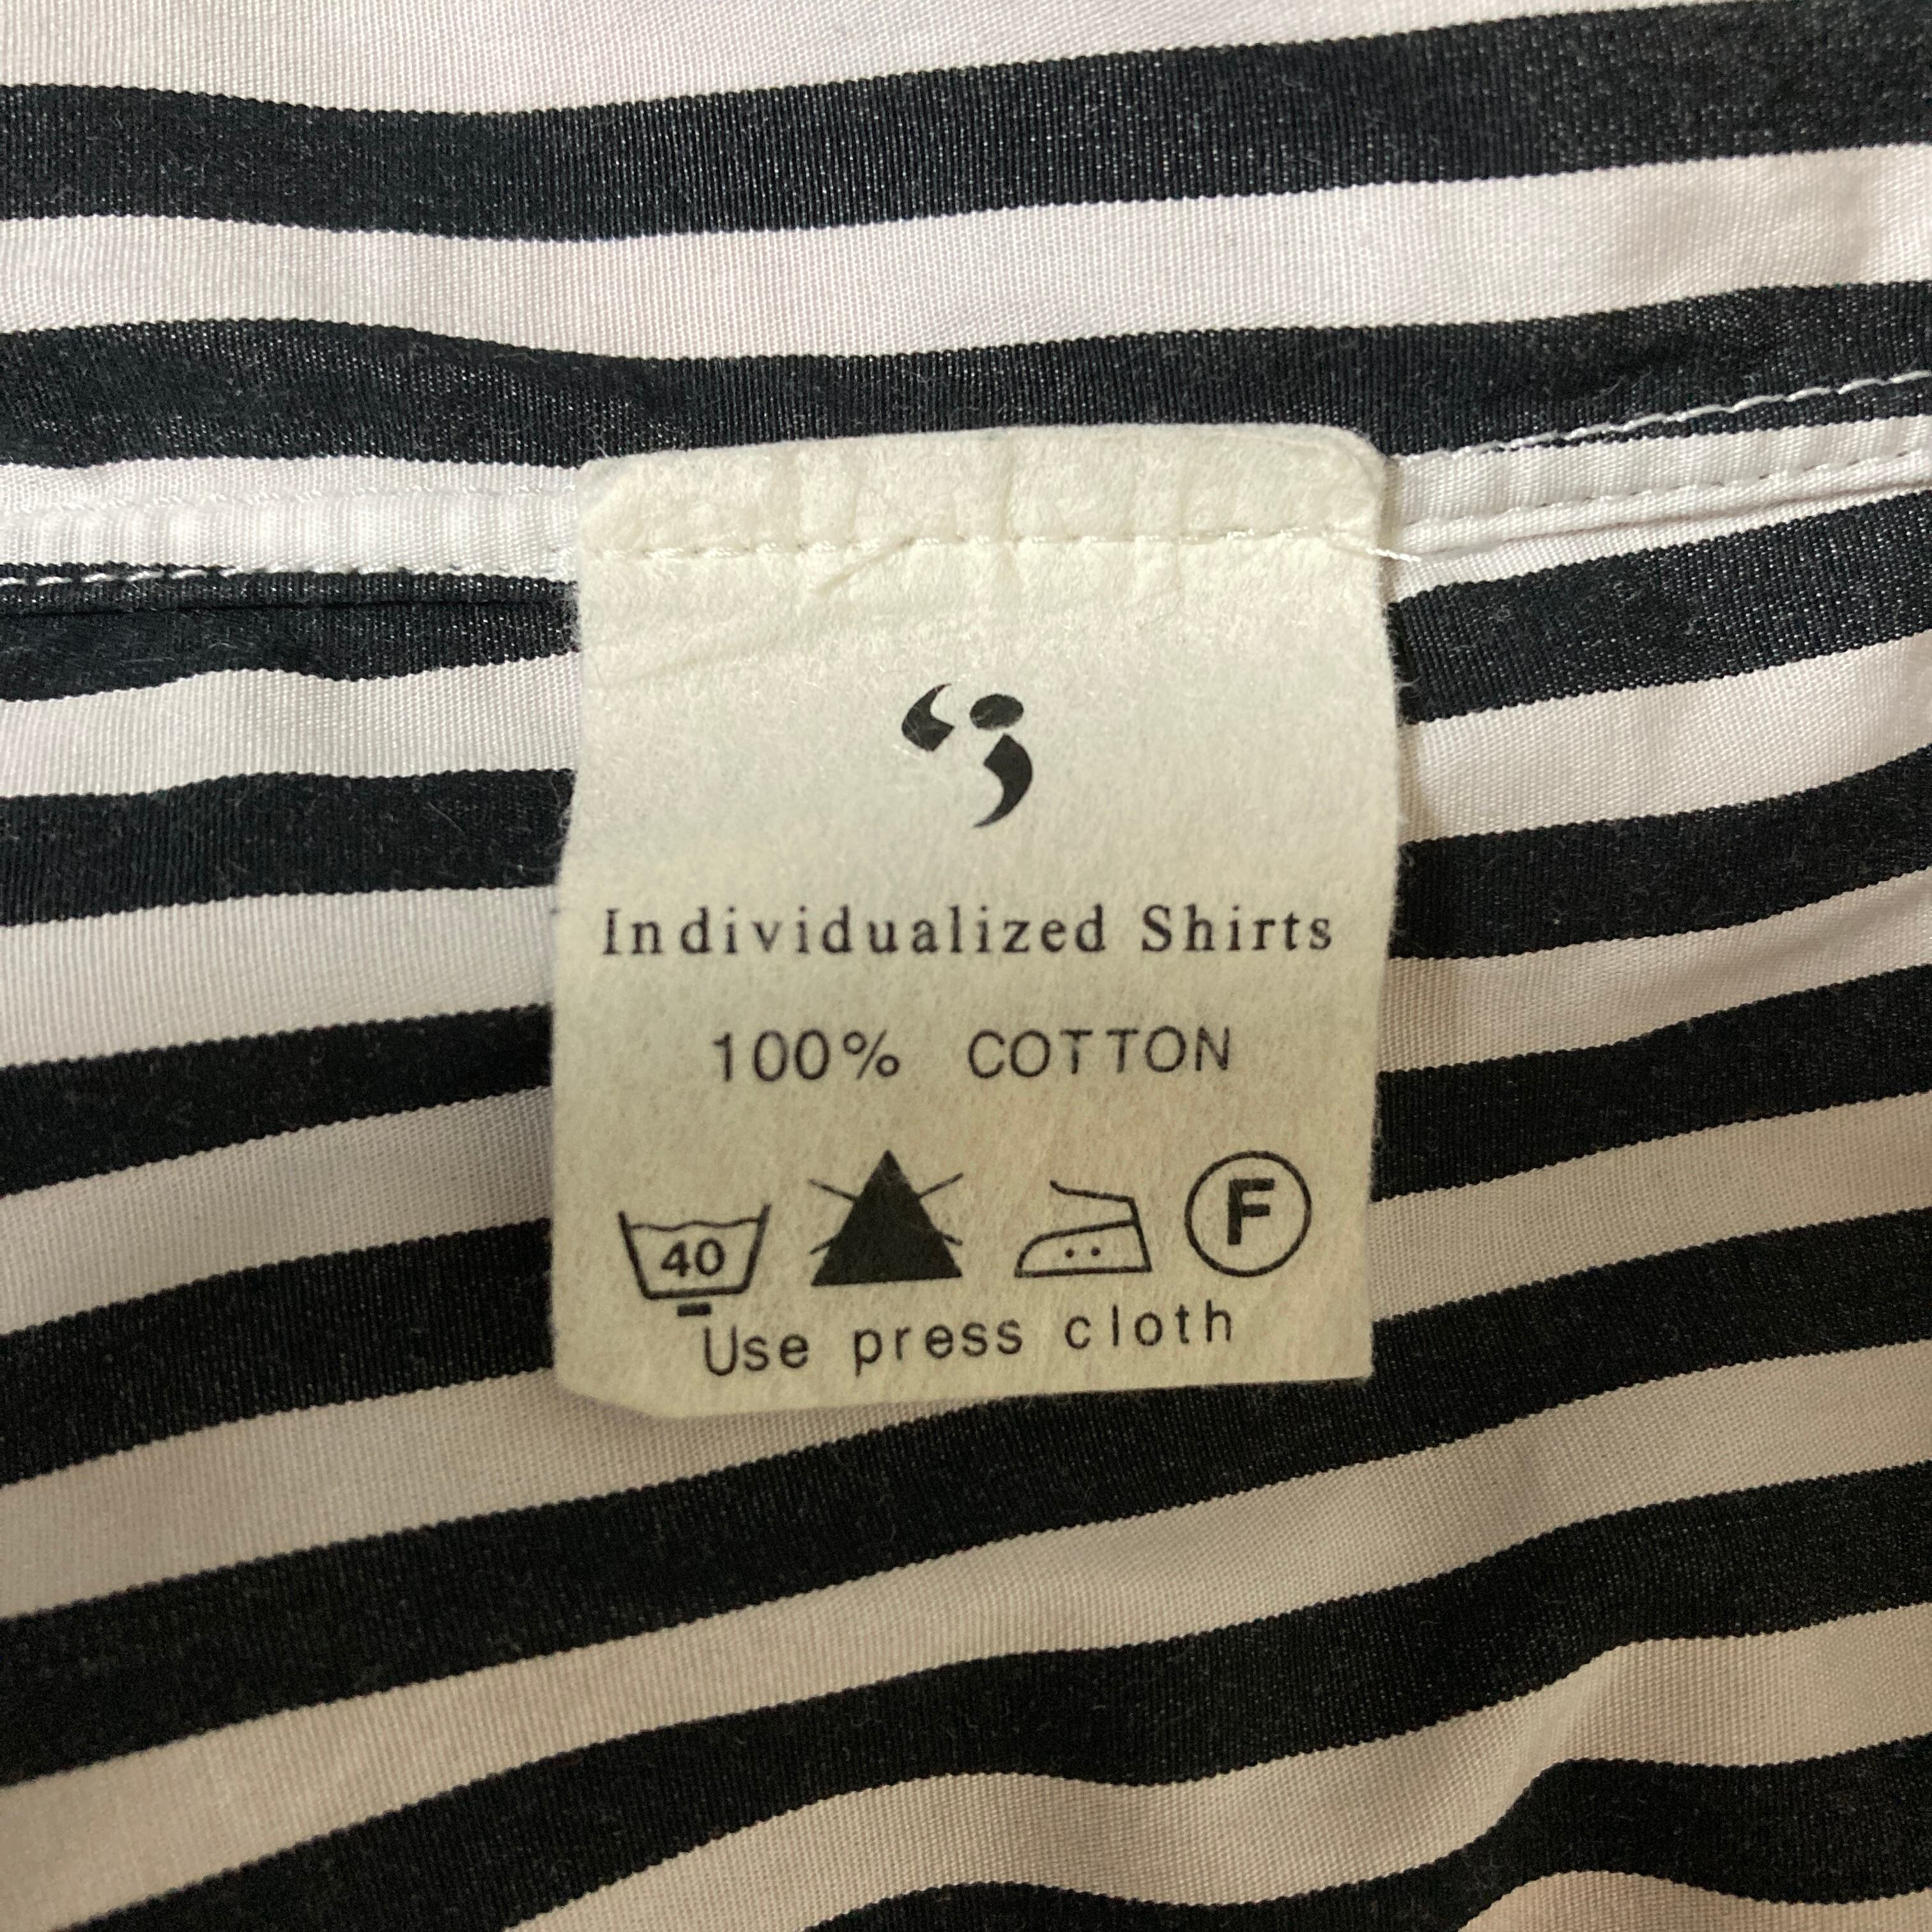 Individualized Shirts
100% COTTON
40 F
Use press cloth